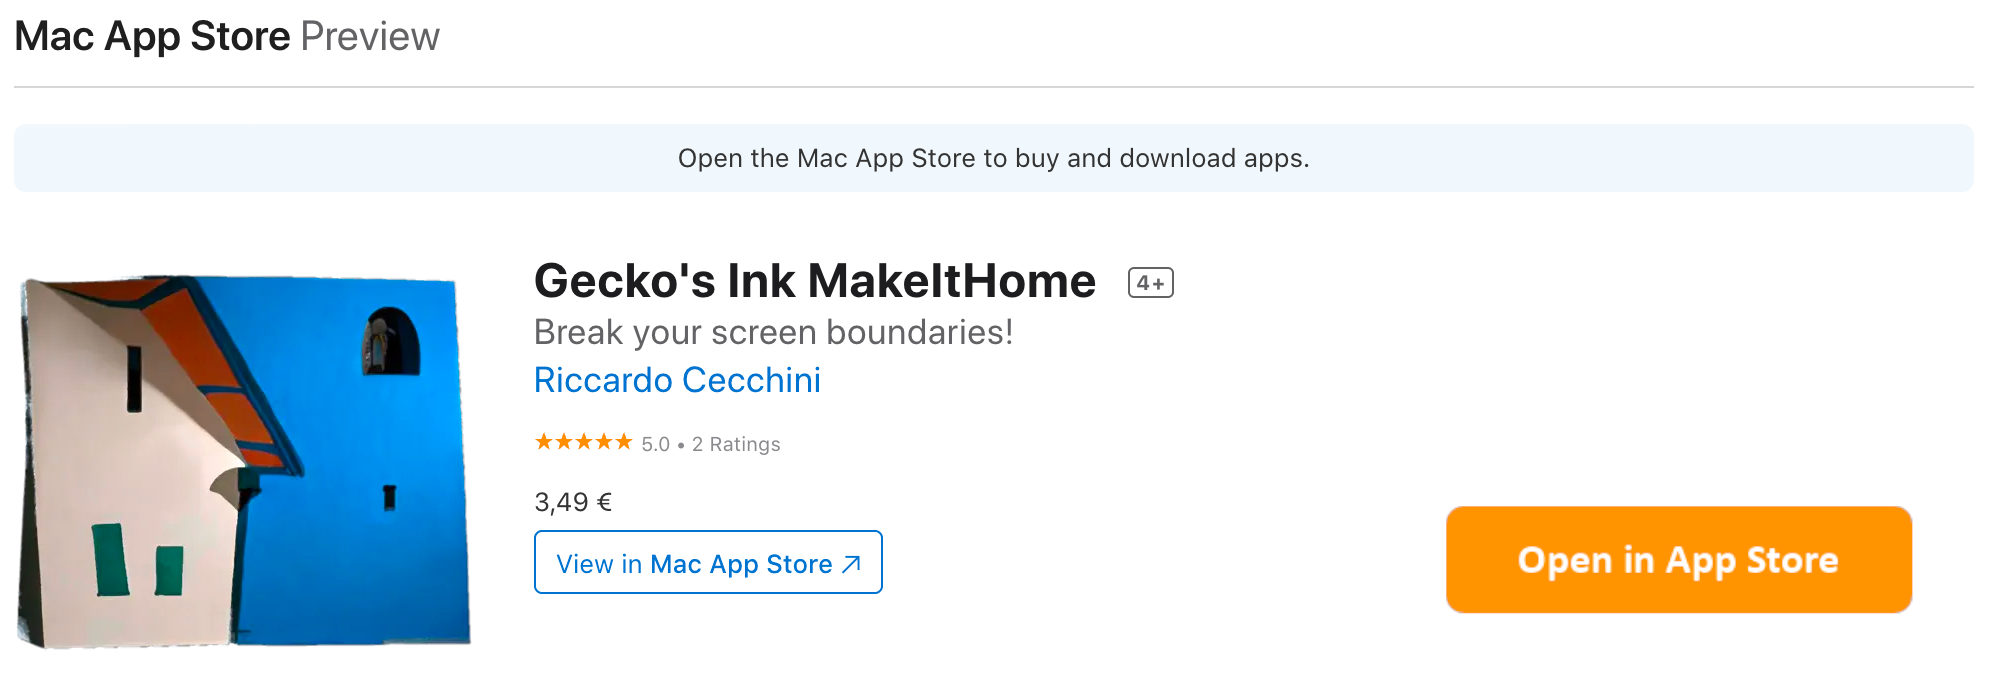 Mac App Store Preview
Open the Mac App Store to buy and download apps.
Gecko's Ink MakeItHome 4+
Break your screen boundaries!
Riccardo Cecchini
★★★★★ 5.0 • 2 Ratings
3,49 €
View in Mac App Store ↗
Open in App Store